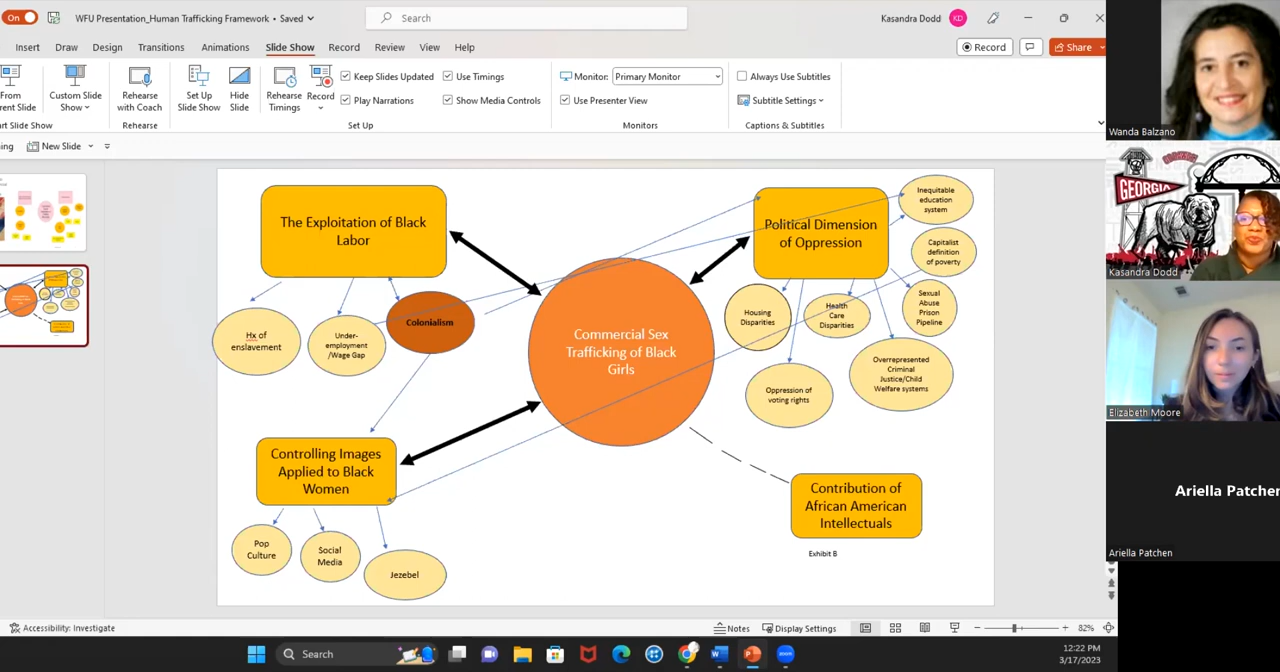 On
WFU Presentation_Human Trafficking Framework • Saved
Search
Kasandra Dodd
KD
Insert
Draw
Design
Transitions
Animations
Slide Show
Record
Review
View
Help
Record
Share
From
Custom Slide
Show
Rehearse
with Coach
Set Up
Slide Show
Hide
Slide
Rehearse
Timings
Record
Keep Slides Updated
Use Timings
Play Narrations
Show Media Controls
Monitor:
Primary Monitor
Use Presenter View
Always Use Subtitles
Subtitle Settings
Rehearse
Set Up
Monitors
Captions & Subtitles
New Slide
The Exploitation of Black
Labor
Hx of
enslavement
Under-
employment
/Wage Gap
Colonialism
Commercial Sex
Trafficking of Black
Girls
Political Dimension
of Oppression
Inequitable
education
system
Capitalist
definition
of poverty
Sexual
Abuse
Prison
Pipeline
Housing
Disparities
Health
Care
Disparities
Oppression of
voting rights
Overrepresented
Criminal
Justice/Child
Welfare systems
Controlling Images
Applied to Black
Women
Pop
Culture
Social
Media
Jezebel
Contribution of
African American
Intellectuals
Exhibit B
Wanda Balzano
GEORGIA
Kasandra Dodd
Elizabeth Moore
Ariella Patchen
Ariella Patchen
Accessibility: Investigate
Notes
Display Settings
82%
Search
12:22 PM
3/17/2023